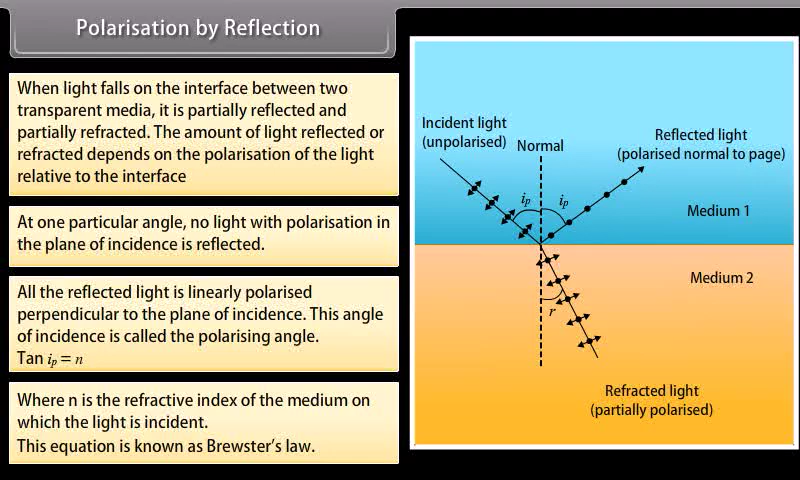 Polarisation by Reflection
When light falls on the interface between two
transparent media, it is partially reflected and
partially refracted. The amount of light reflected or
refracted depends on the polarisation of the light
relative to the interface
At one particular angle, no light with polarisation in
the plane of incidence is reflected.
All the reflected light is linearly polarised
perpendicular to the plane of incidence. This angle
of incidence is called the polarising angle.
Tan iₚ = n
Where n is the refractive index of the medium on
which the light is incident.
This equation is known as Brewster's law.
Incident light
(unpolarised)
Normal
Reflected light
(polarised normal to page)
iₚ
iₚ
Medium 1
Medium 2
r
Refracted light
(partially polarised)